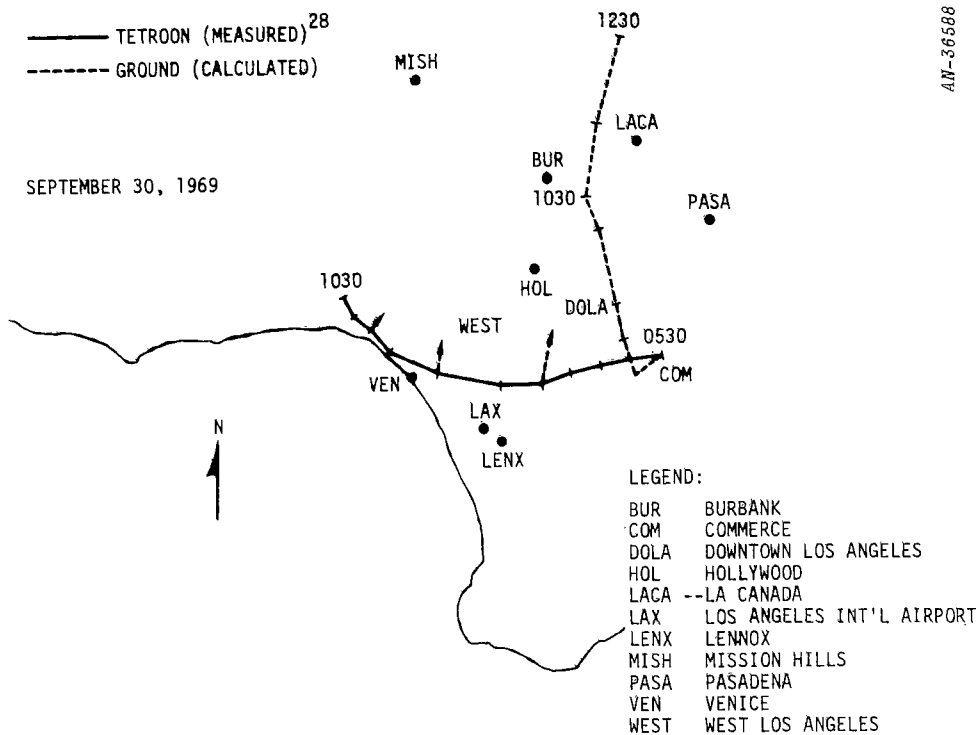 TETROON (MEASURED)28
GROUND (CALCULATED)
1230
AN-36588
MISH
LACA
BUR
SEPTEMBER 30, 1969
1030
PASA
HOL
1030
DOLA
WEST
0530
COM
VEN
LAX
LENX
N
LEGEND:
BUR BURBANK
COM COMMERCE
DOLA DOWNTOWN LOS ANGELES
HOL HOLLYWOOD
LACA --LA CANADA
LAX LOS ANGELES INT'L AIRPORT
LENX LENNOX
MISH MISSION HILLS
PASA PASADENA
VEN VENICE
WEST WEST LOS ANGELES